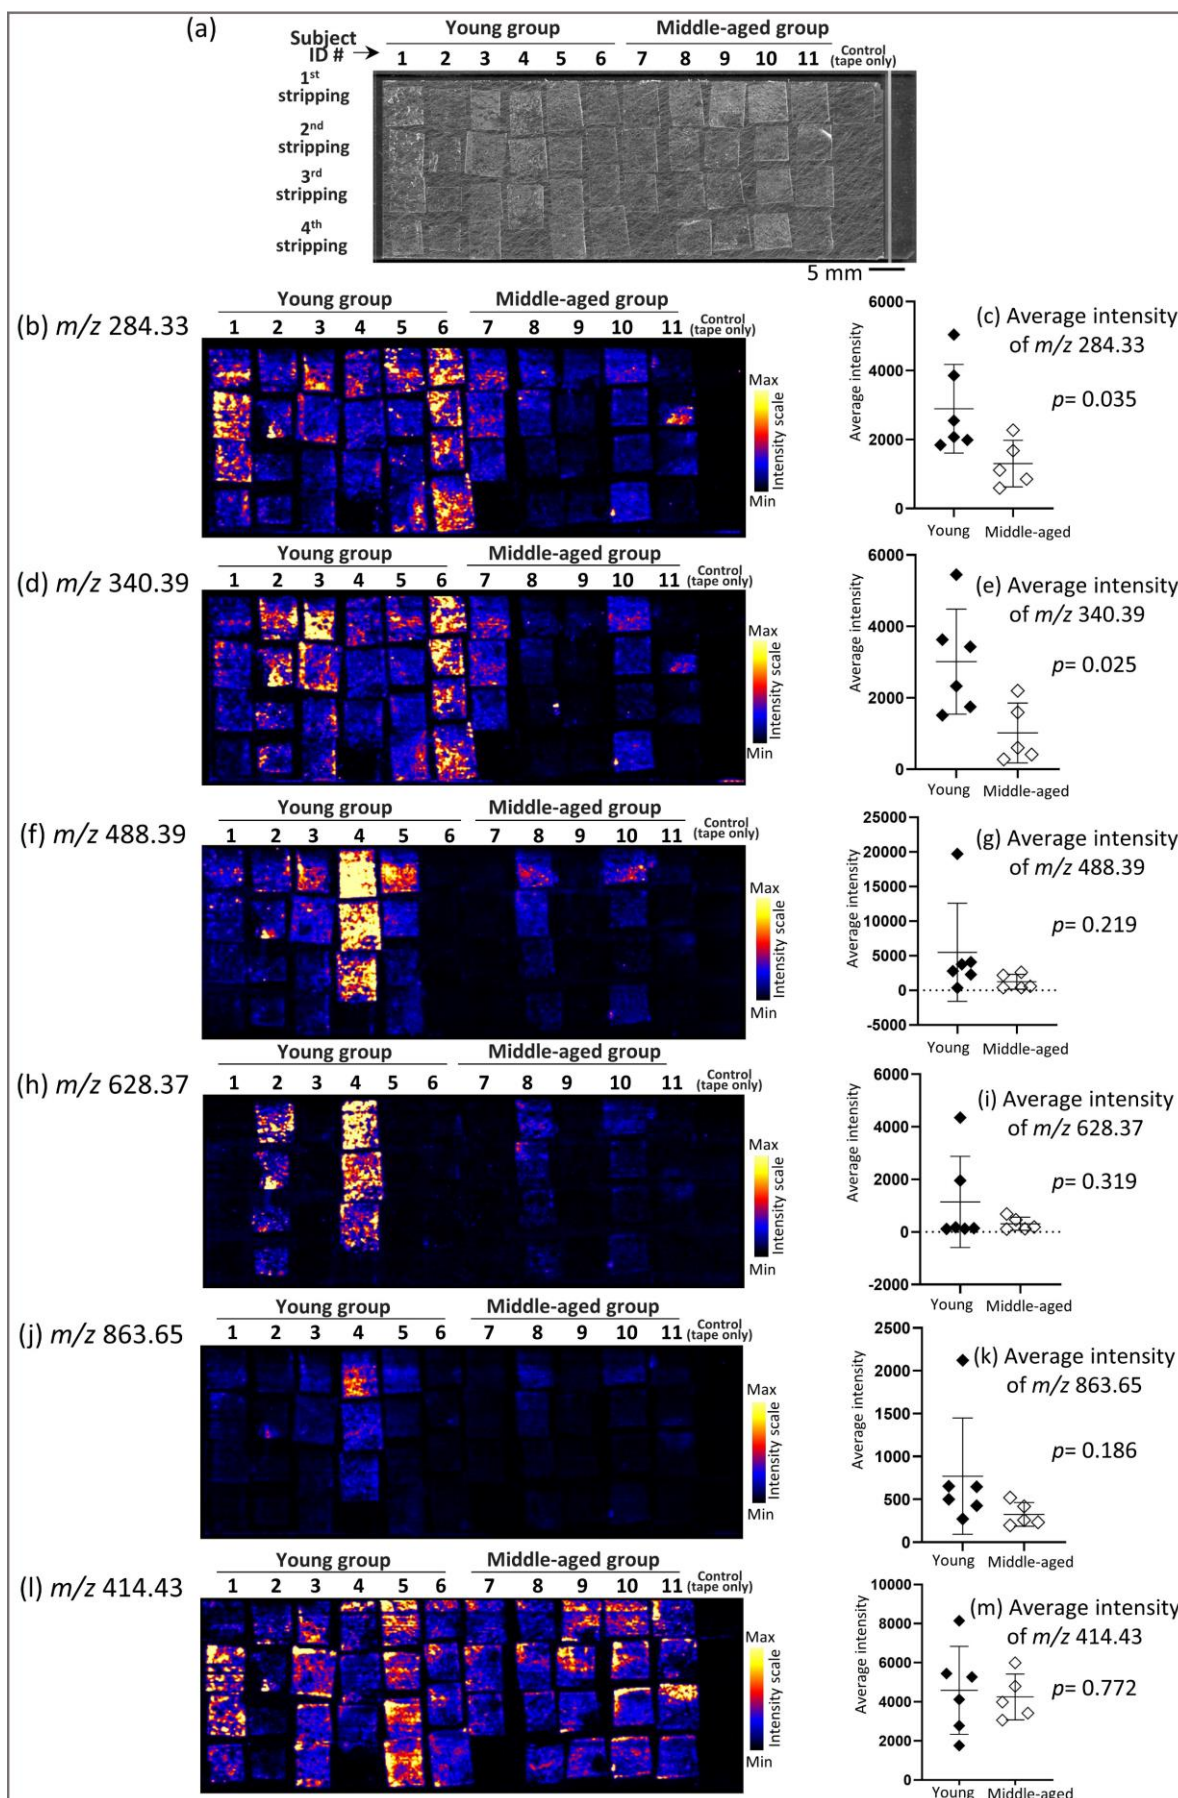 (a)
Young group
Middle-aged group
Subject
ID #
1 2 3 4 5 6 7 8 9 10 11 Control
(tape only)
1st
stripping
2nd
stripping
3rd
stripping
4th
stripping
5 mm
(b) m/z 284.33
Young group
Middle-aged group
1 2 3 4 5 6 7 8 9 10 11 Control
(tape only)
Max
Intensity scale
Min
(c) Average intensity
of m/z 284.33
p= 0.035
Average intensity
6000
4000
2000
0
Young Middle-aged
(d) m/z 340.39
Young group
Middle-aged group
1 2 3 4 5 6 7 8 9 10 11 Control
(tape only)
Max
Intensity scale
Min
(e) Average intensity
of m/z 340.39
p= 0.025
Average intensity
6000
4000
2000
0
Young Middle-aged
(f) m/z 488.39
Young group
Middle-aged group
1 2 3 4 5 6 7 8 9 10 11 Control
(tape only)
Max
Intensity scale
Min
(g) Average intensity
of m/z 488.39
p= 0.219
Average intensity
25000
20000
15000
10000
5000
0
-5000
Young Middle-aged
(h) m/z 628.37
Young group
Middle-aged group
1 2 3 4 5 6 7 8 9 10 11 Control
(tape only)
Max
Intensity scale
Min
(i) Average intensity
of m/z 628.37
p= 0.319
Average intensity
6000
4000
2000
0
-2000
Young Middle-aged
(j) m/z 863.65
Young group
Middle-aged group
1 2 3 4 5 6 7 8 9 10 11 Control
(tape only)
Max
Intensity scale
Min
(k) Average intensity
of m/z 863.65
p= 0.186
Average intensity
2500
2000
1500
1000
500
0
Young Middle-aged
(l) m/z 414.43
Young group
Middle-aged group
1 2 3 4 5 6 7 8 9 10 11 Control
(tape only)
Max
Intensity scale
Min
(m) Average intensity
of m/z 414.43
p= 0.772
Average intensity
10000
8000
6000
4000
2000
0
Young Middle-aged